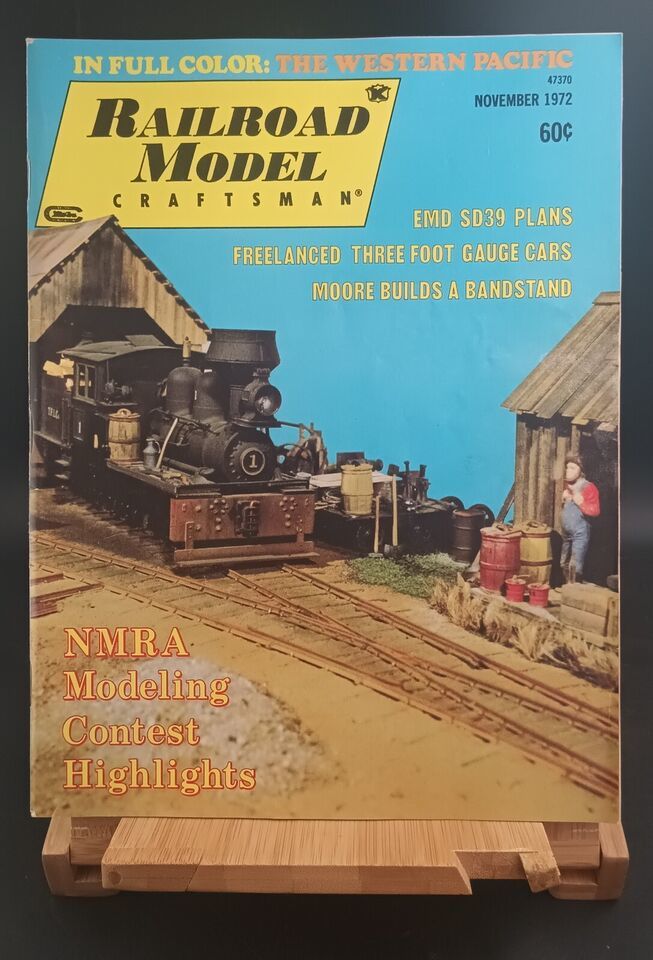 IN FULL COLOR: THE WESTERN PACIFIC
47370
NOVEMBER 1972
60¢
RAILROAD
MODEL
CRAFTSMAN®
EMD SD39 PLANS
FREELANCED THREE FOOT GAUGE CARS
MOORE BUILDS A BANDSTAND
1
NMRA
Modeling
Contest
Highlights